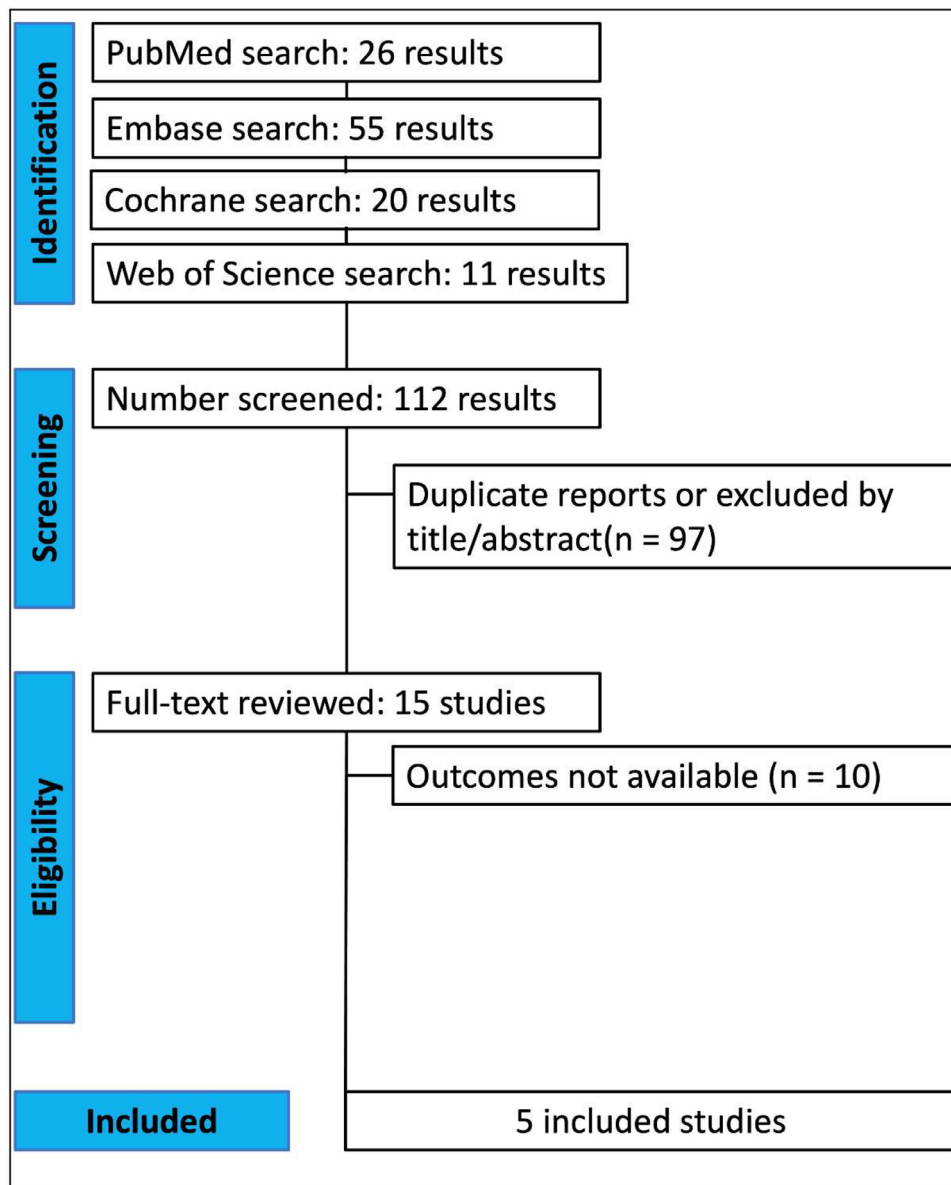 Identification
PubMed search: 26 results
Embase search: 55 results
Cochrane search: 20 results
Web of Science search: 11 results
Screening
Number screened: 112 results
Duplicate reports or excluded by
title/abstract(n = 97)
Eligibility
Full-text reviewed: 15 studies
Outcomes not available (n = 10)
Included
5 included studies